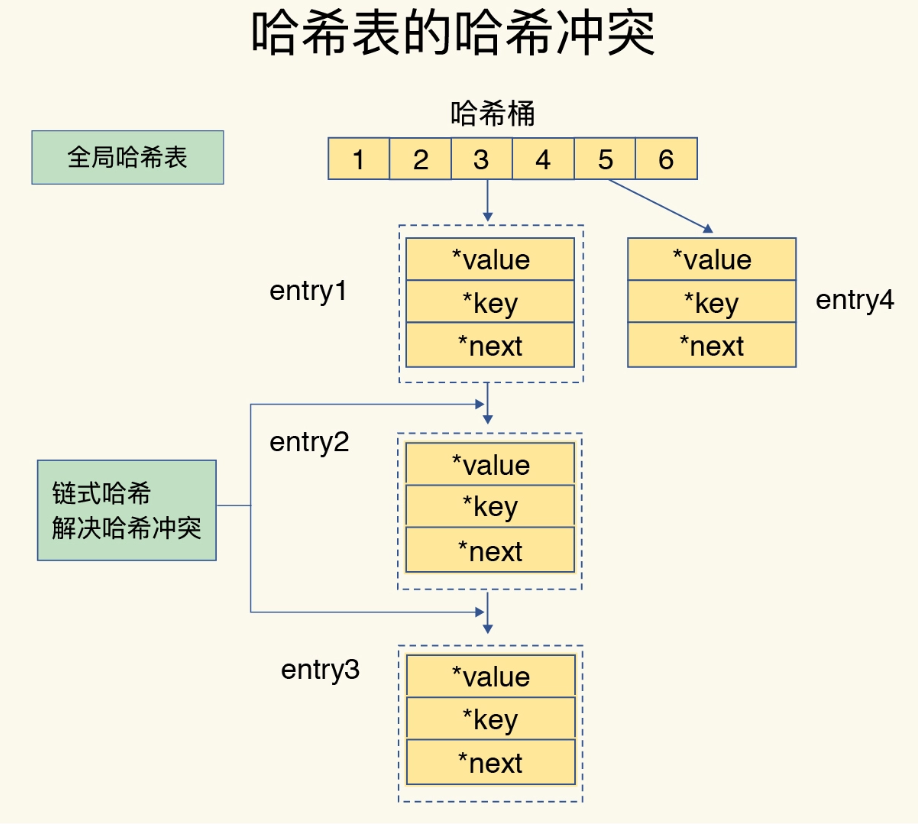 哈希表的哈希冲突
哈希桶
全局哈希表
1 2 3 4 5 6
entry1
*value
*key
*next
*value
*key
*next
entry4
entry2
*value
*key
*next
链式哈希
解决哈希冲突
entry3
*value
*key
*next